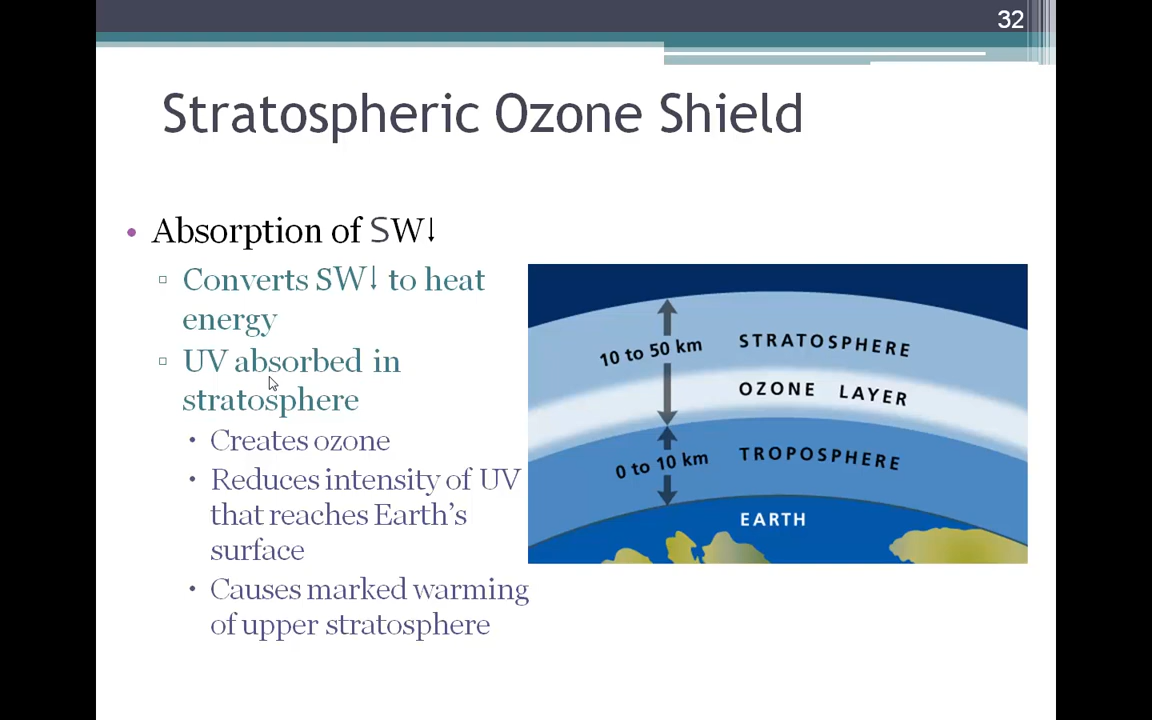 32
Stratospheric Ozone Shield
• Absorption of SW↓
▫ Converts SW↓ to heat
energy
▫ UV absorbed in
stratosphere
▪ Creates ozone
▪ Reduces intensity of UV
that reaches Earth's
surface
▪ Causes marked warming
of upper stratosphere
10 to 50 km STRATOSPHERE
OZONE LAYER
0 to 10 km TROPOSPHERE
EARTH